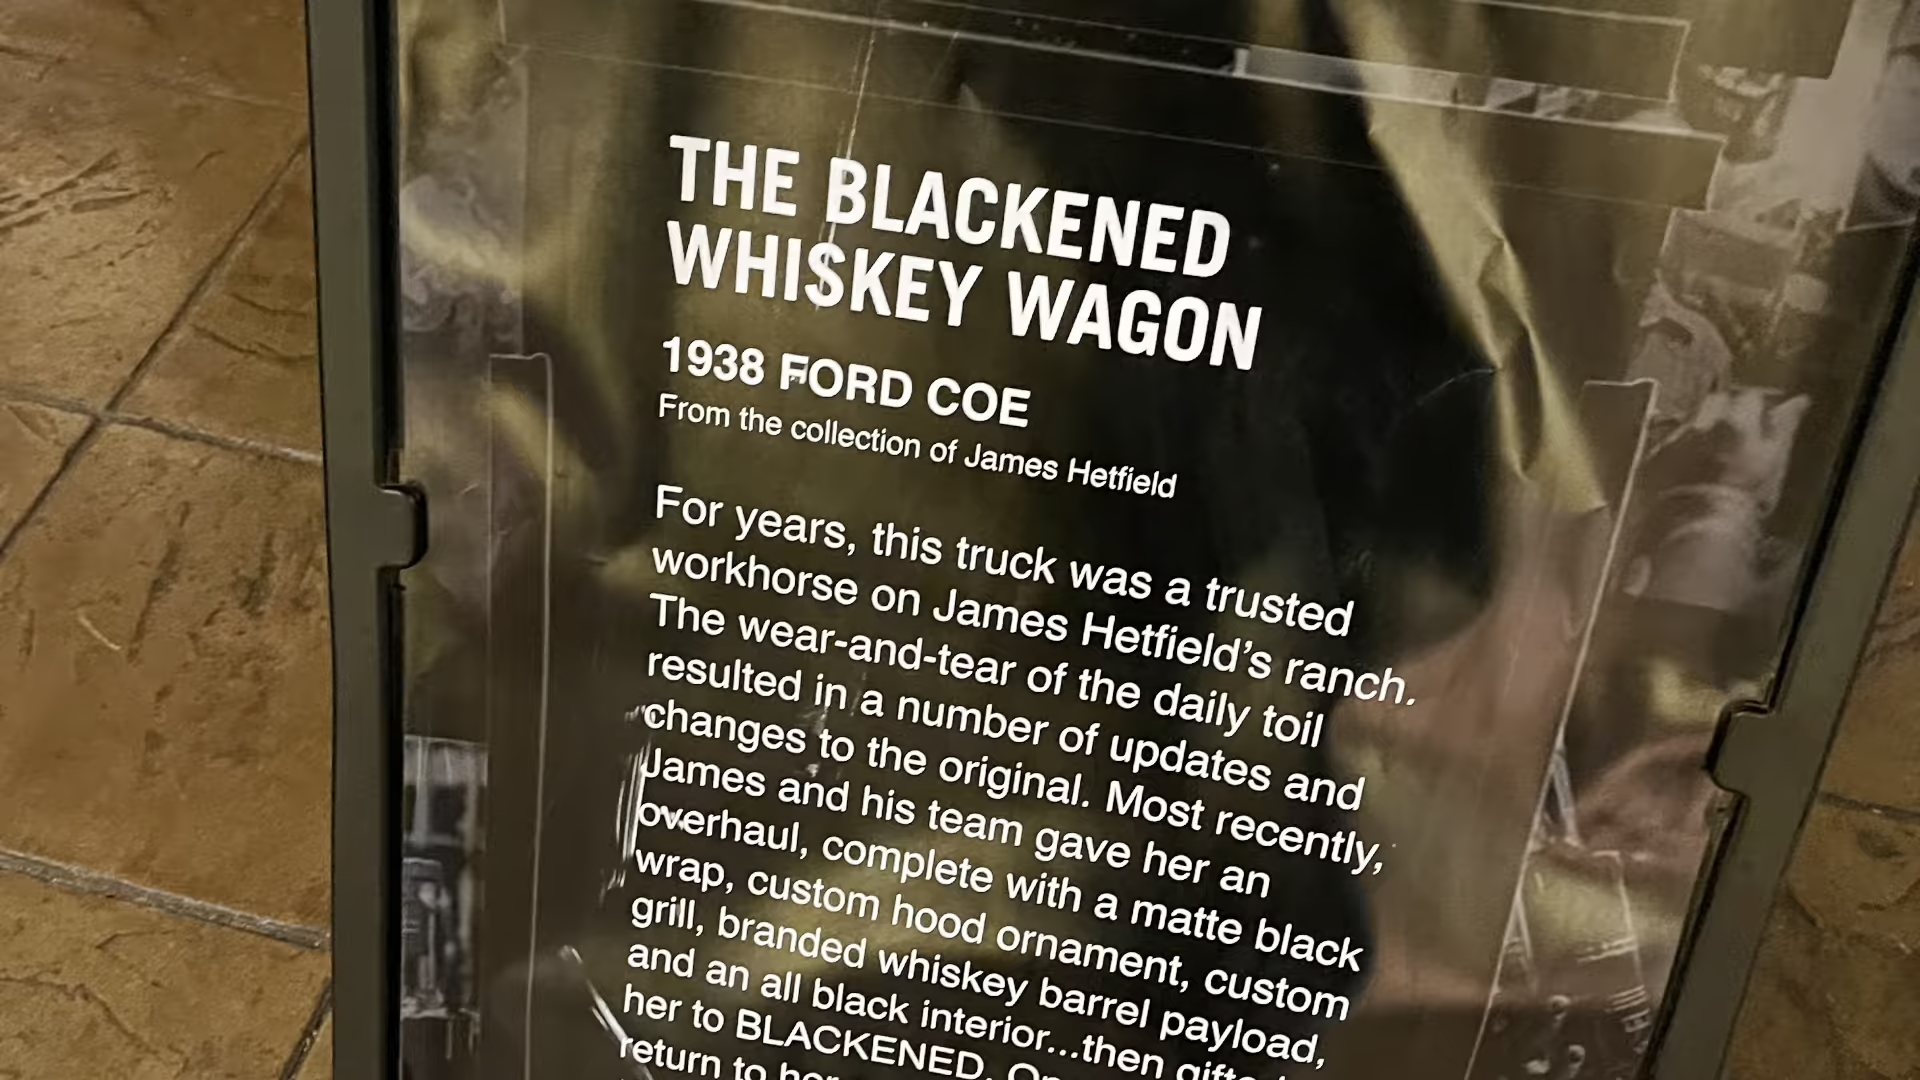 THE BLACKENED
WHISKEY WAGON
1938 FORD COE
From the collection of James Hetfield
For years, this truck was a trusted
workhorse on James Hetfield's ranch.
The wear-and-tear of the daily toil
resulted in a number of updates and
changes to the original. Most recently,
James and his team gave her an
overhaul, complete with a matte black
wrap, custom hood ornament, custom
grill, branded whiskey barrel payload,
and an all black interior...then
her to BLACKENED.
return to